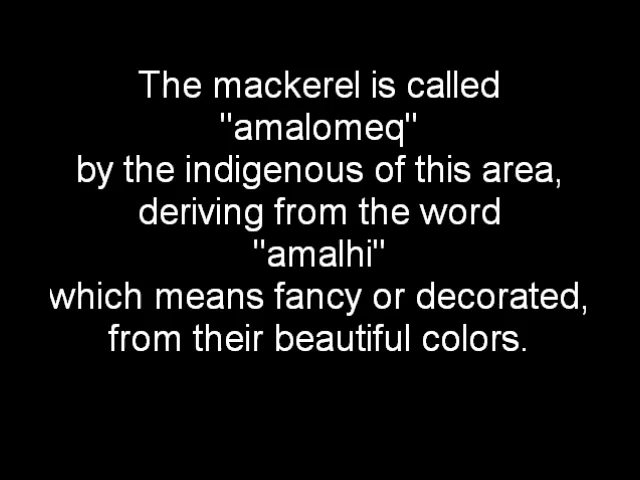 The mackerel is called
"amalomeq"
by the indigenous of this area,
deriving from the word
"amalhi"
which means fancy or decorated,
from their beautiful colors.